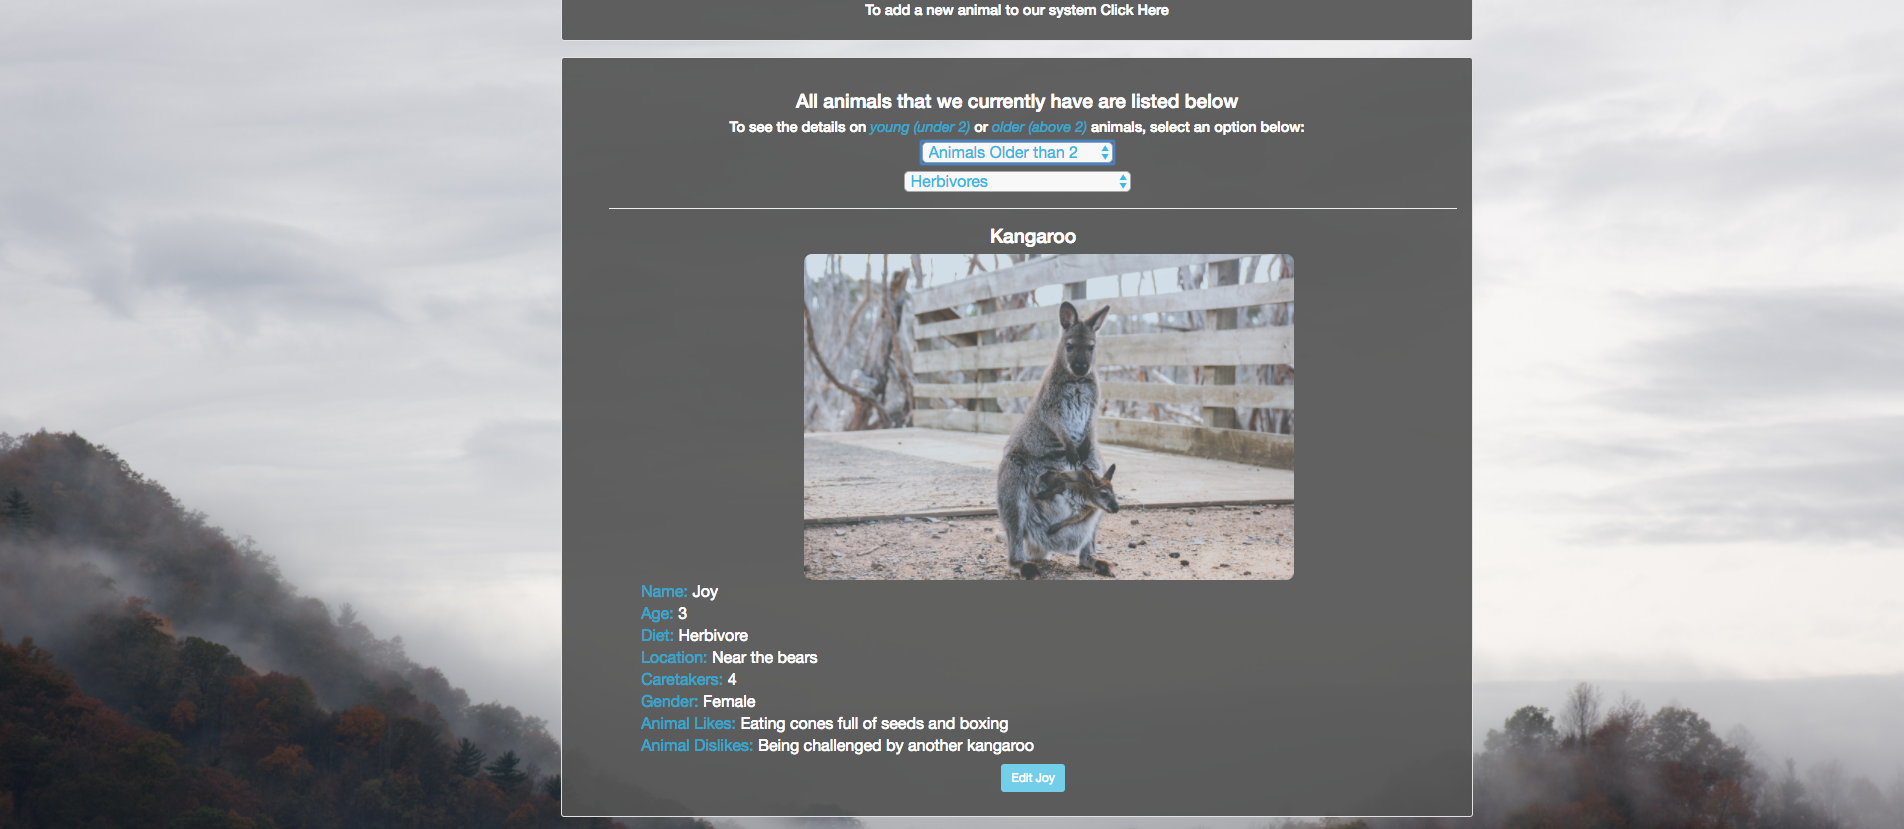 To add a new animal to our system Click Here
All animals that we currently have are listed below
To see the details on young (under 2) or older (above 2) animals, select an option below:
Animals Older than 2
Herbivores
Kangaroo
Name: Joy
Age: 3
Diet: Herbivore
Location: Near the bears
Caretakers: 4
Gender: Female
Animal Likes: Eating cones full of seeds and boxing
Animal Dislikes: Being challenged by another kangaroo
Edit Joy